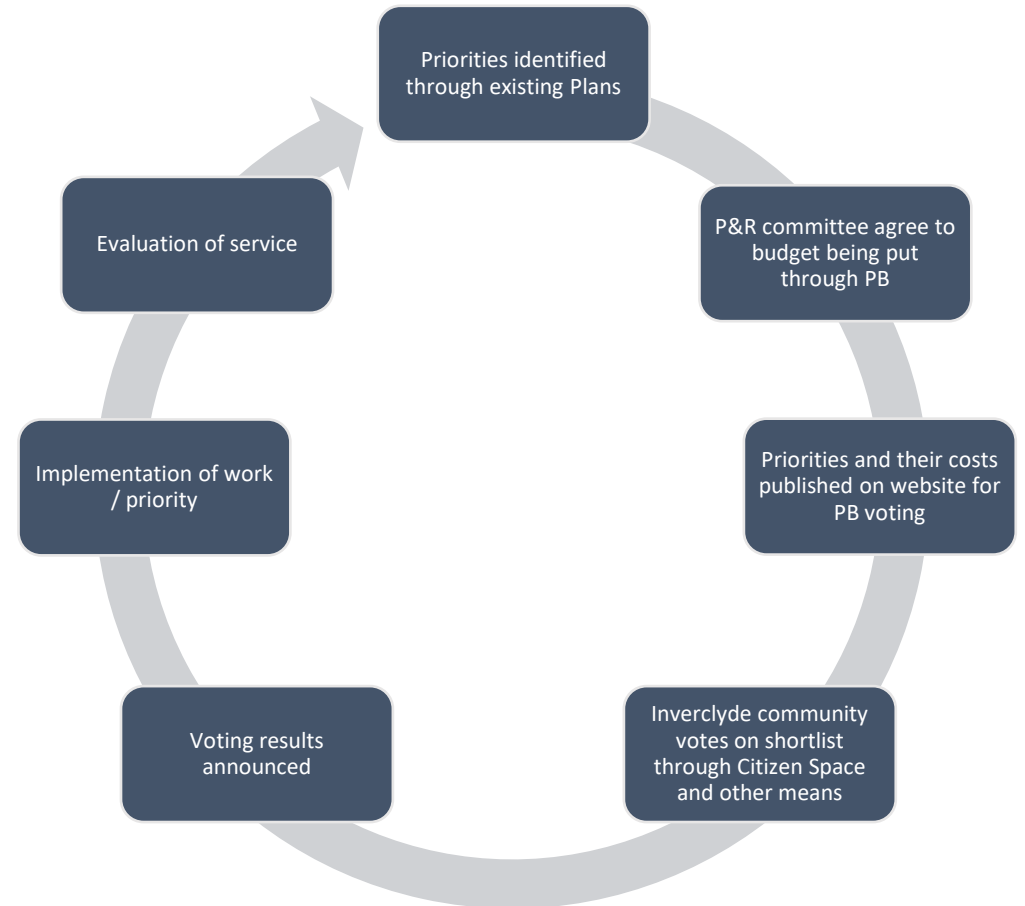 Priorities identified
through existing Plans
P&R committee agree to
budget being put
through PB
Priorities and their costs
published on website for
PB voting
Inverclyde community
votes on shortlist
through Citizen Space
and other means
Voting results
announced
Implementation of work
/ priority
Evaluation of service